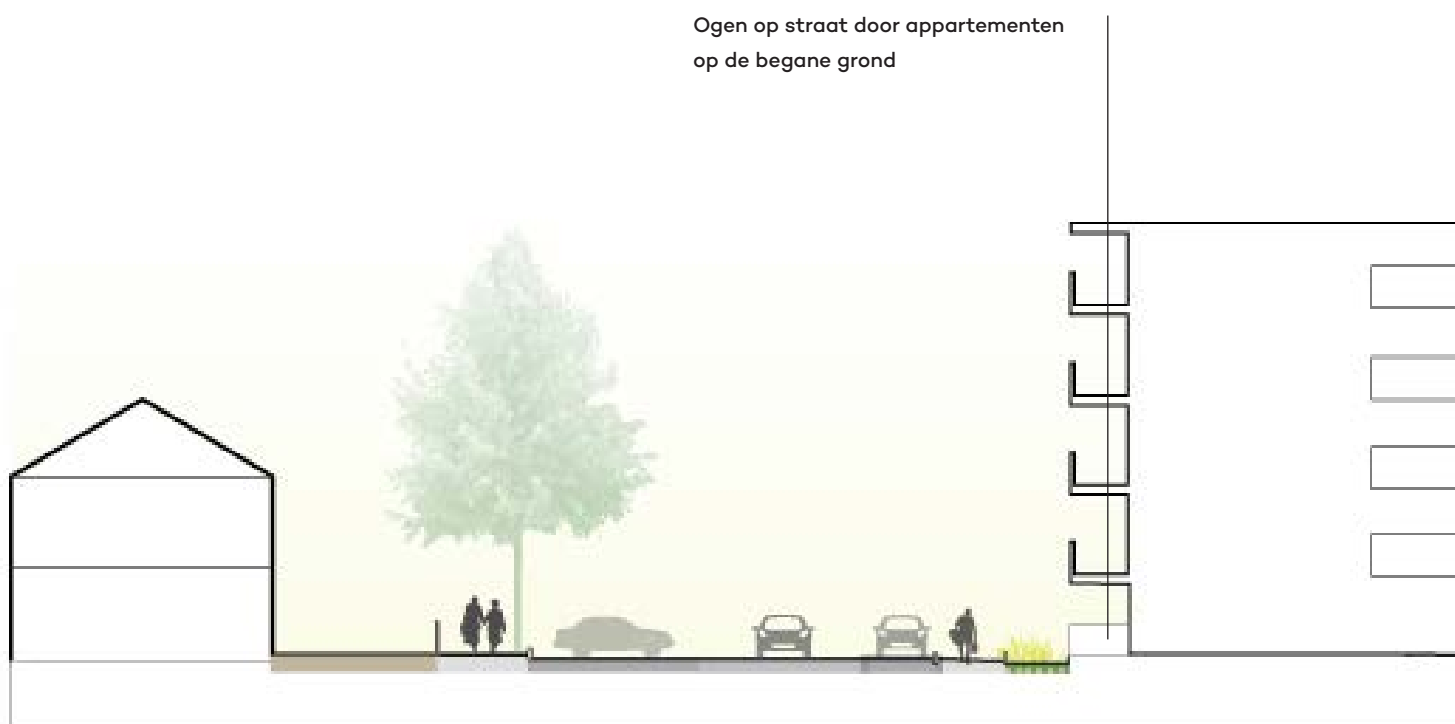 Ogen op straat door appartementen
op de begane grond